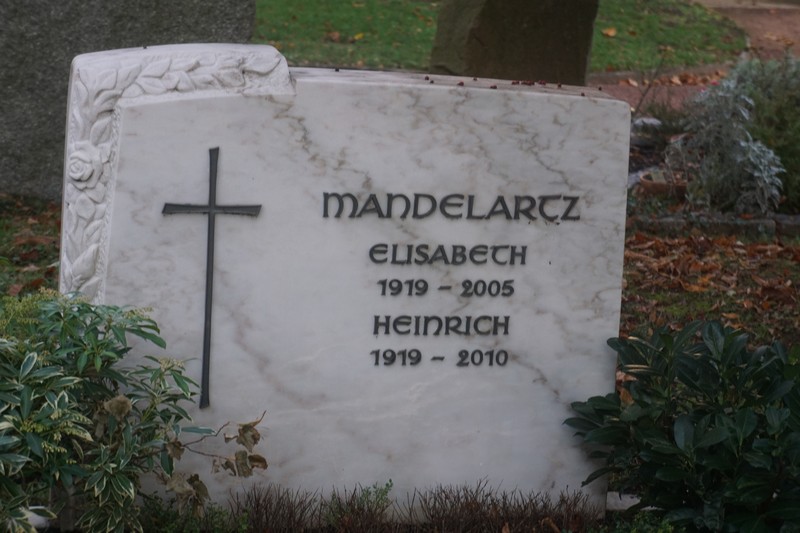 MANDELARTZ
ELISABETH
1919 - 2005
HEINRICH
1919 - 2010